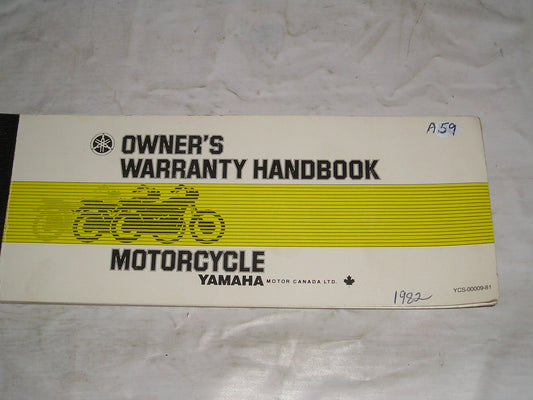 A59
OWNER'S
WARRANTY HANDBOOK
MOTORCYCLE
YAMAHA MOTOR CANADA LTD.
1982
YCS-00009-81